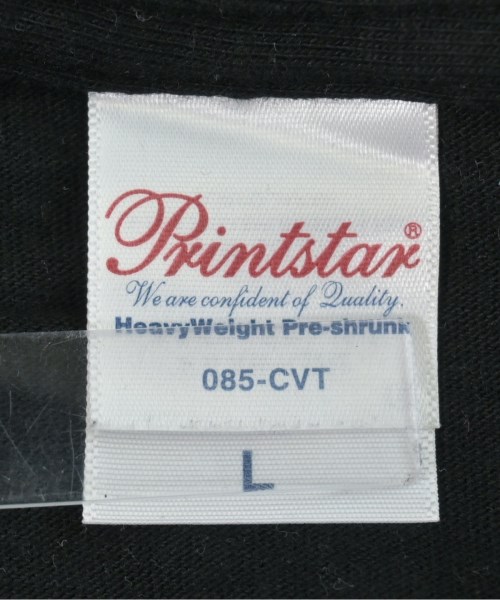 Printstar®
We are confident of Quality.
HeavyWeight Pre-shrunk
085-CVT
L